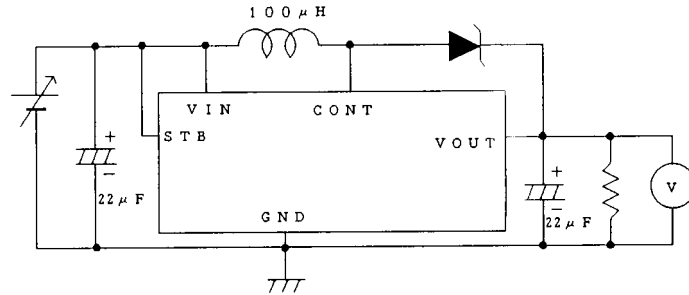 100μH
VIN
CONT
STB
VOUT
+
-
22μF
GND
+
-
22μF
V